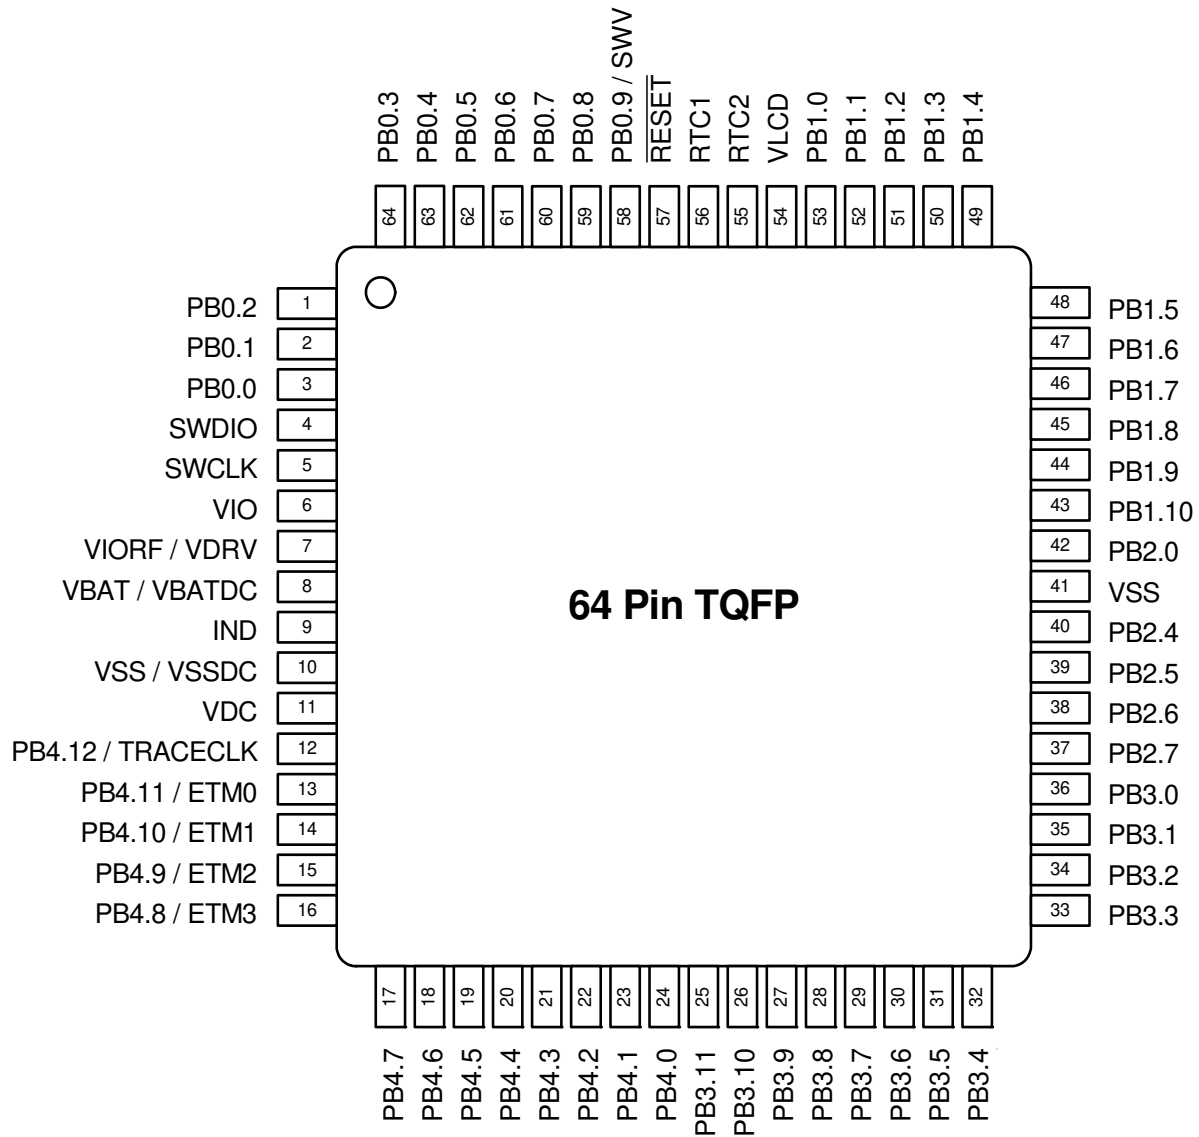 PB0.3
PB0.4
PB0.5
PB0.6
PB0.7
PB0.8
PB0.9 / SWV
RESET
RTC1
RTC2
VLCD
PB1.0
PB1.1
PB1.2
PB1.3
PB1.4
64
63
62
61
60
59
58
57
56
55
54
53
52
51
50
49
PB0.2 1
PB0.1 2
PB0.0 3
SWDIO 4
SWCLK 5
VIO 6
VIORF / VDRV 7
VBAT / VBATDC 8
IND 9
VSS / VSSDC 10
VDC 11
PB4.12 / TRACECLK 12
PB4.11 / ETM0 13
PB4.10 / ETM1 14
PB4.9 / ETM2 15
PB4.8 / ETM3 16
64 Pin TQFP
48 PB1.5
47 PB1.6
46 PB1.7
45 PB1.8
44 PB1.9
43 PB1.10
42 PB2.0
41 VSS
40 PB2.4
39 PB2.5
38 PB2.6
37 PB2.7
36 PB3.0
35 PB3.1
34 PB3.2
33 PB3.3
17
18
19
20
21
22
23
24
25
26
27
28
29
30
31
32
PB4.7
PB4.6
PB4.5
PB4.4
PB4.3
PB4.2
PB4.1
PB4.0
PB3.11
PB3.10
PB3.9
PB3.8
PB3.7
PB3.6
PB3.5
PB3.4